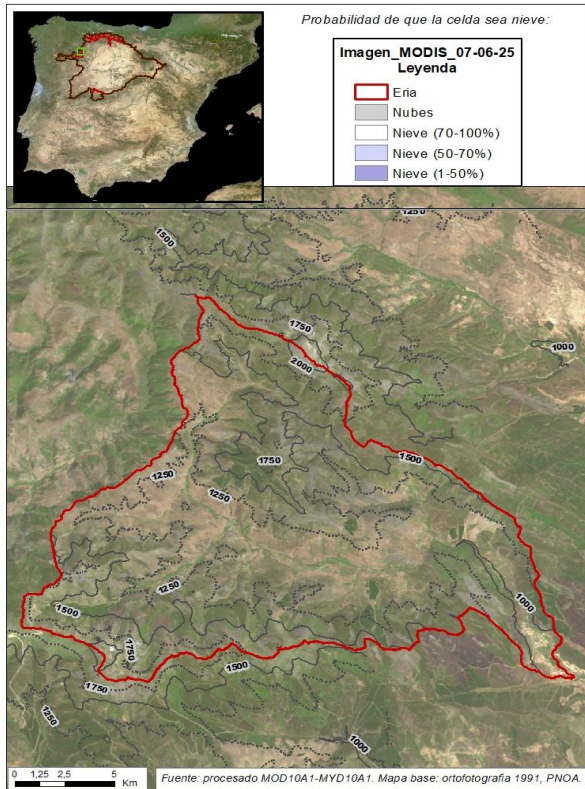 Probabilidad de que la celda sea nieve:
Imagen_MODIS_07-06-25
Leyenda
Eria
Nubes
Nieve (70-100%)
Nieve (50-70%)
Nieve (1-50%)
1250
1500
1750
1000
2000
1750
1500
1250
1250
1250
1000
1500
1750
1500
1750
1250
1000
0 1,25 2,5 5
Km
Fuente: procesado MOD10A1-MYD10A1. Mapa base: ortofotografia 1991, PNOA.